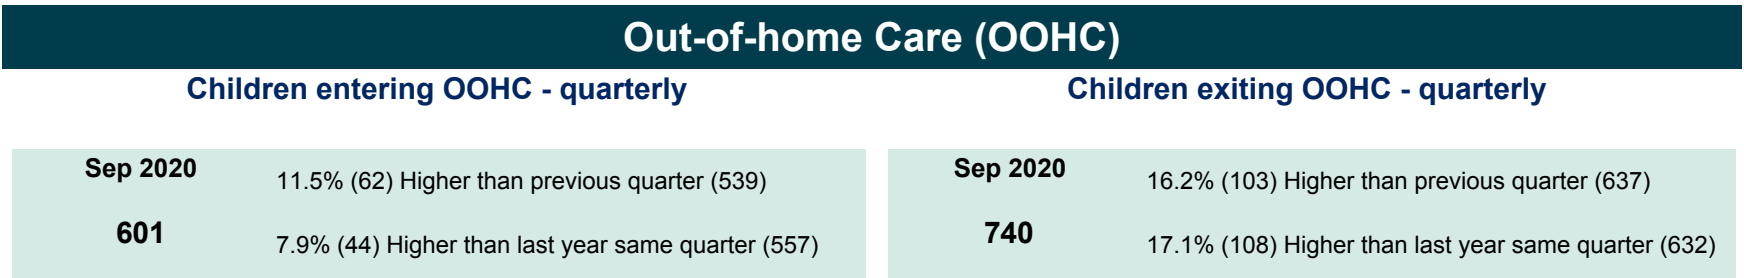 Out-of-home Care (OOHC)
Children entering OOHC - quarterly
Sep 2020
11.5% (62) Higher than previous quarter (539)
601
7.9% (44) Higher than last year same quarter (557)
Children exiting OOHC - quarterly
Sep 2020
16.2% (103) Higher than previous quarter (637)
740
17.1% (108) Higher than last year same quarter (632)